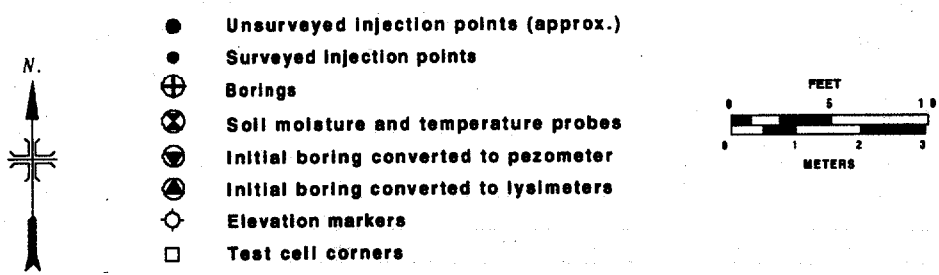 Unsurveyed injection points (approx.)
Surveyed injection points
Borings
Soil moisture and temperature probes
Initial boring converted to pezometer
Initial boring converted to lysimeters
Elevation markers
Test cell corners
N.
FEET
0 5 10
0 1 2 3
METERS